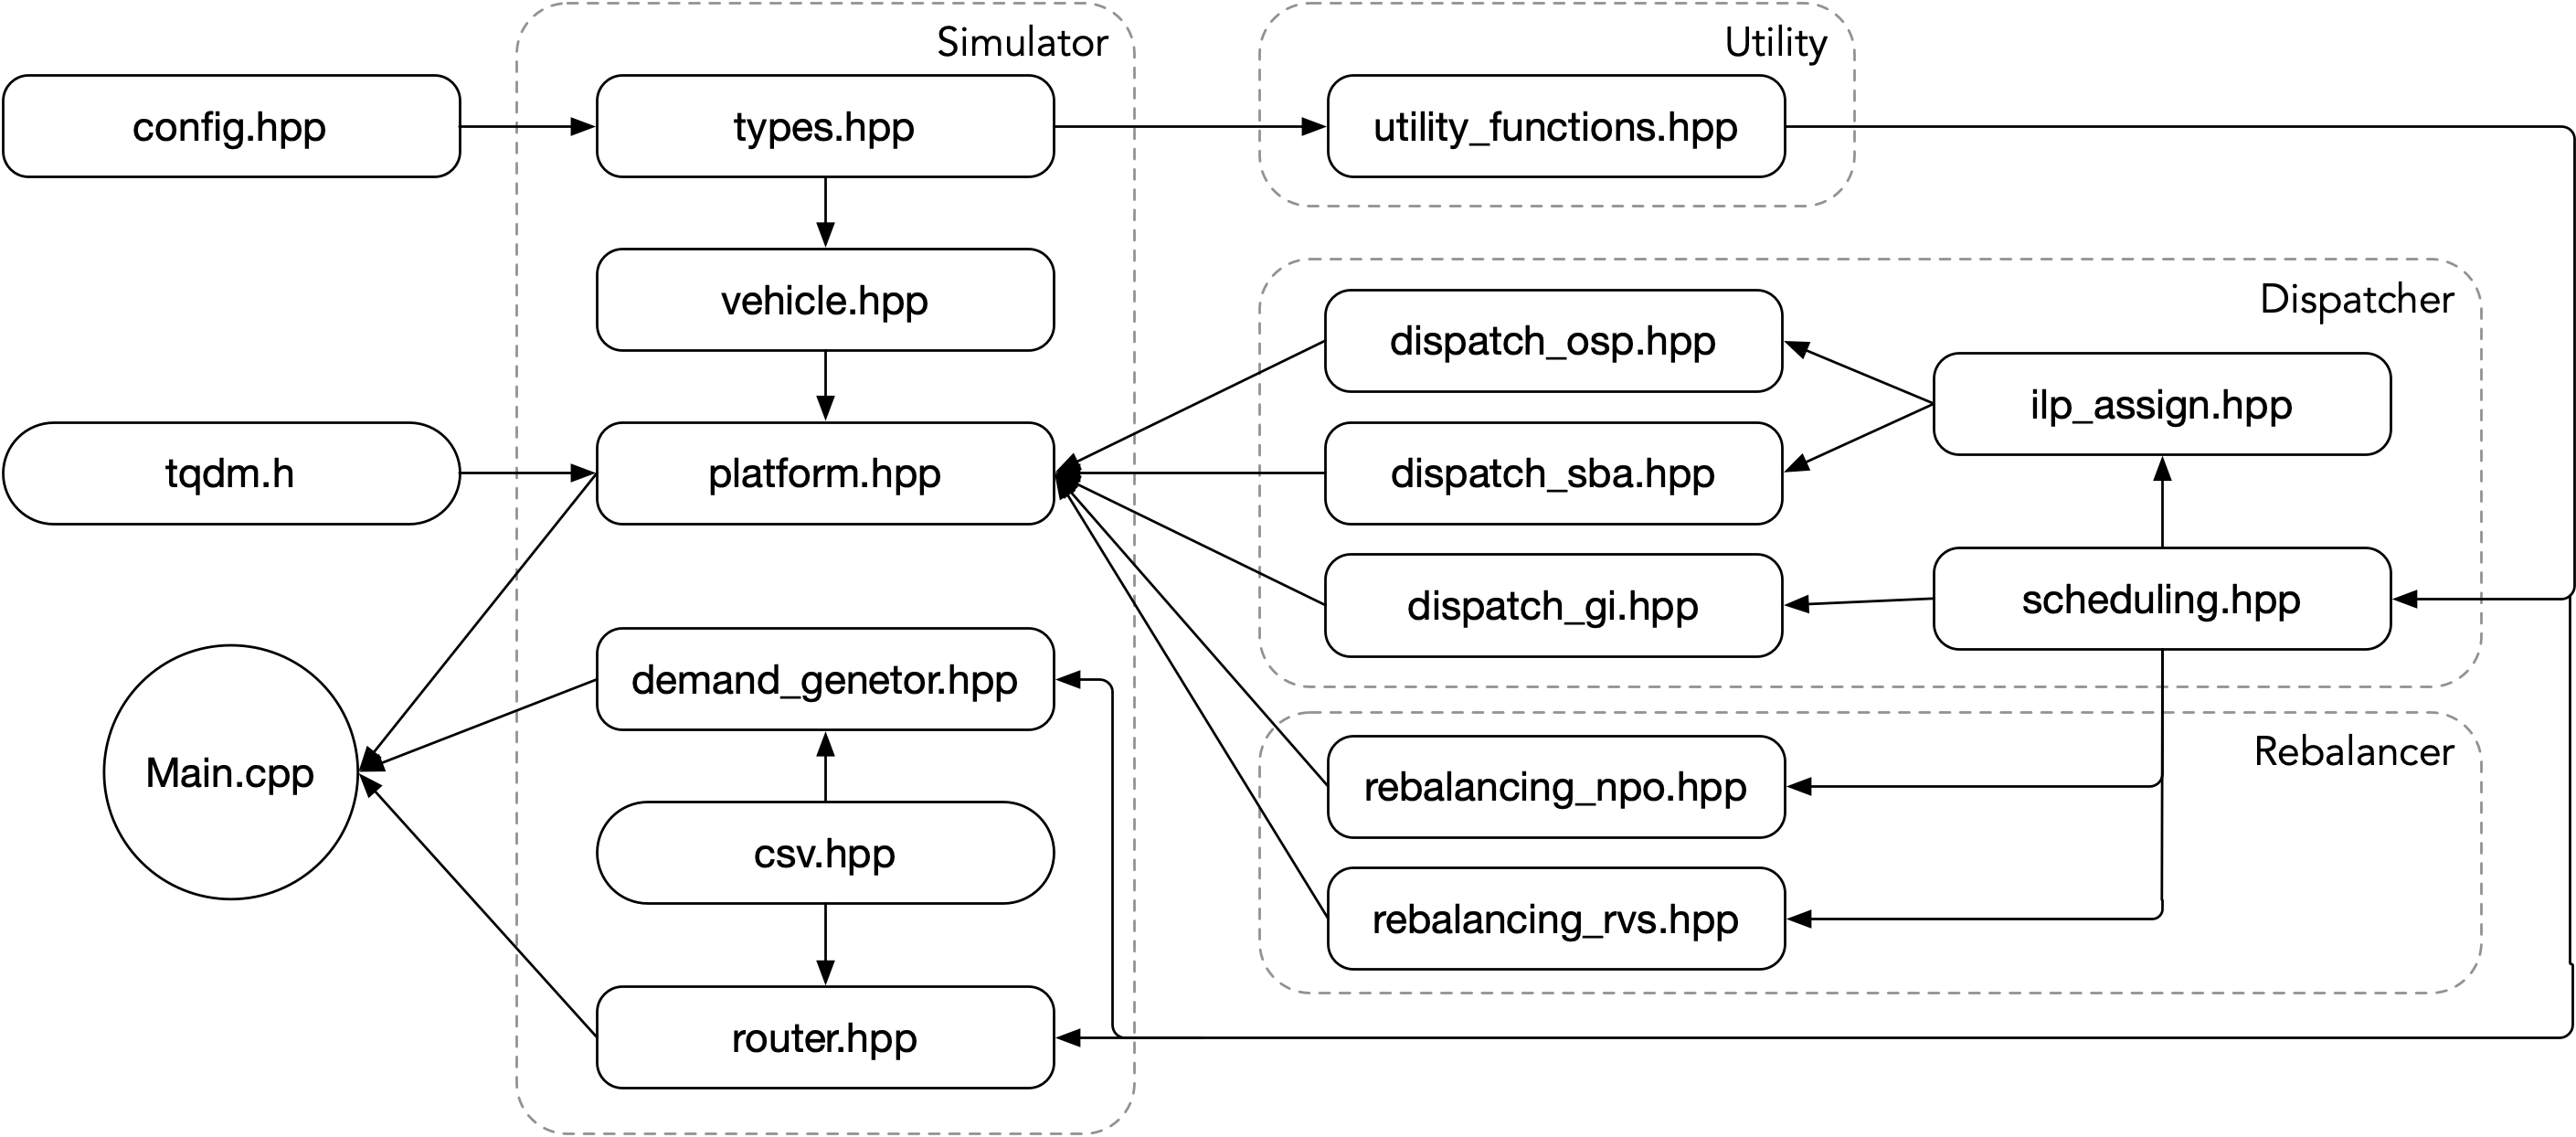 Simulator
Utility
config.hpp
types.hpp
utility_functions.hpp
vehicle.hpp
Dispatcher
dispatch_osp.hpp
ilp_assign.hpp
tqdm.h
platform.hpp
dispatch_sba.hpp
dispatch_gi.hpp
scheduling.hpp
demand_genetor.hpp
Rebalancer
Main.cpp
rebalancing_npo.hpp
csv.hpp
rebalancing_rvs.hpp
router.hpp